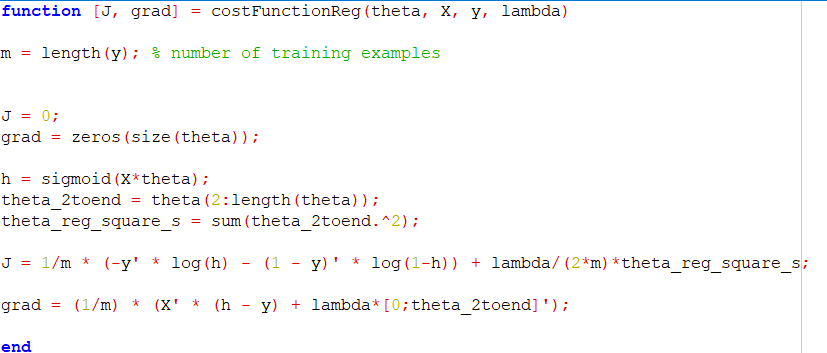 function [J, grad] = costFunctionReg(theta, X, y, lambda)
m = length(y); % number of training examples
J = 0;
grad = zeros(size(theta));
h = sigmoid(X*theta);
theta_2toend = theta(2:length(theta));
theta_reg_square_s = sum(theta_2toend.^2);
J = 1/m * (-y' * log(h) - (1 - y)' * log(1-h)) + lambda/(2*m)*theta_reg_square_s;
grad = (1/m) * (X' * (h - y) + lambda*[0;theta_2toend]');
end